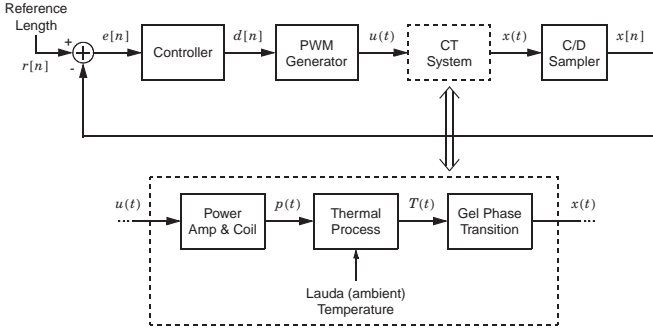 Reference
Length
+
-
r[n]
e[n]
Controller
d[n]
PWM
Generator
u(t)
CT
System
x(t)
C/D
Sampler
x[n]
u(t)
Power
Amp & Coil
p(t)
Thermal
Process
T(t)
Gel Phase
Transition
x(t)
Lauda (ambient)
Temperature